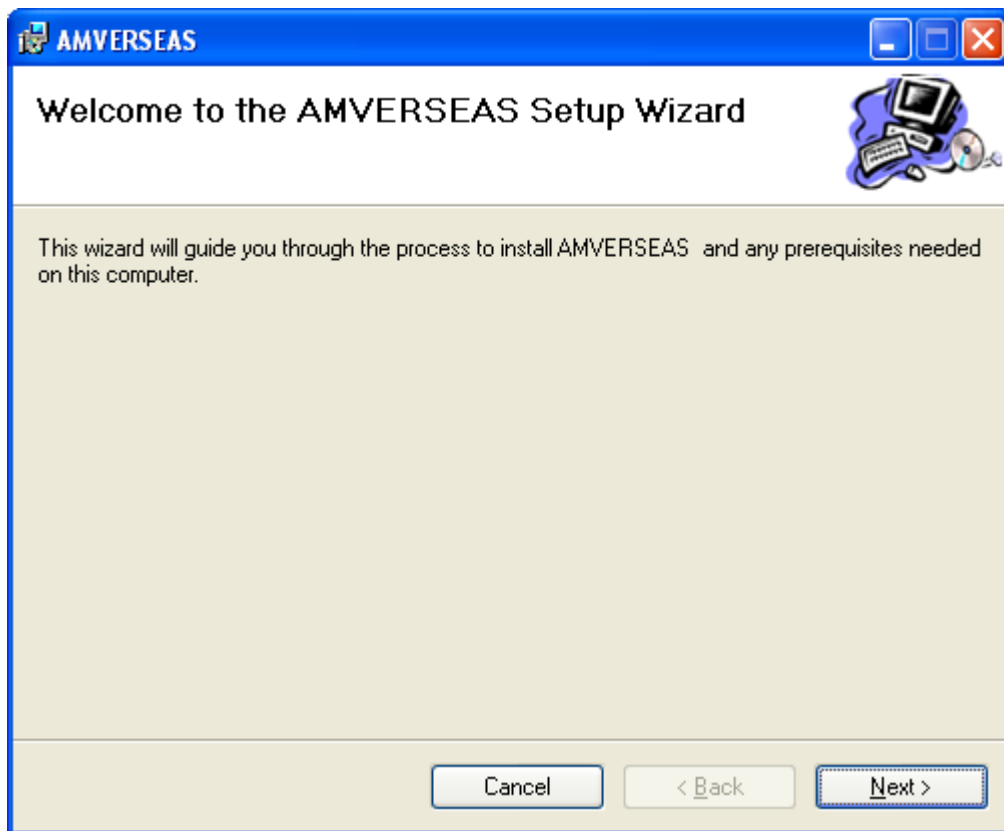 AMVERSEAS
Welcome to the AMVERSEAS Setup Wizard
This wizard will guide you through the process to install AMVERSEAS  and any prerequisites needed
on this computer.
Cancel
< Back
Next >